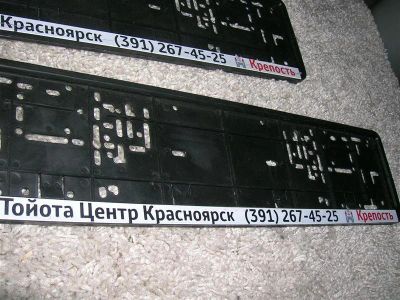 Красноярск (391) 267-45-25 Крепость
Тойота Центр Красноярск (391) 267-45-25 Крепость